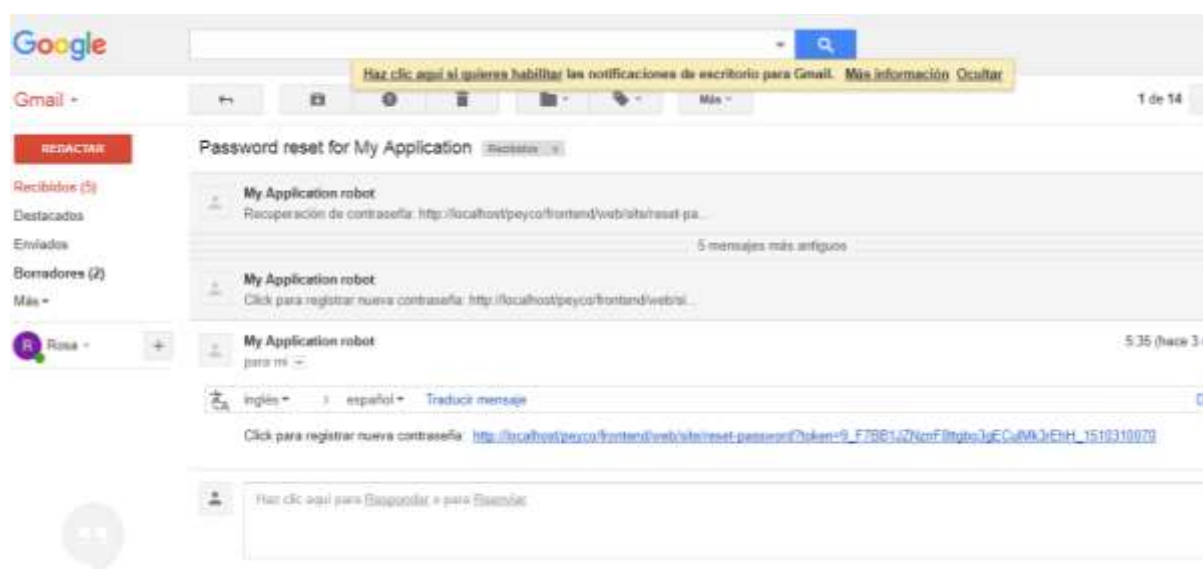 Google
Haz clic aquí si quieres habilitar las notificaciones de escritorio para Gmail. Más información Ocultar
Gmail
Más
1 de 14
REDACTAR
Password reset for My Application Recibidos x
Recibidos (5)
Destacados
Enviados
Borradores (2)
Más
R Rosa +
My Application robot
Recuperación de contraseña: http://localhost/peyco/frontend/web/site/reset-pa...
5 mensajes más antiguos
My Application robot
Click para registrar nueva contraseña: http://localhost/peyco/frontend/web/si...
My Application robot
5:35 (hace 3
para mí
inglés > español Traducir mensaje
Click para registrar nueva contraseña:
Haz clic aquí para Responder o para Reenviar